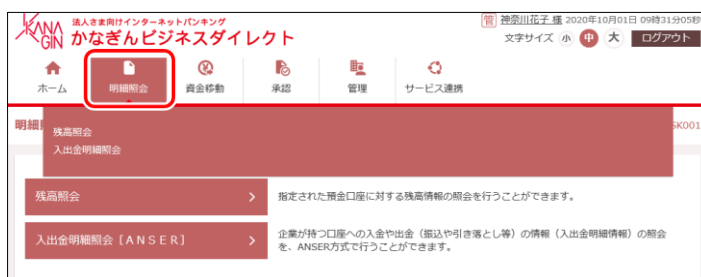 KANA GIN 法人さま向けインターネットバンキング
かなぎんビジネスダイレクト
管 神奈川花子 様 2020年10月01日 09時31分05秒
文字サイズ 小 中 大 ログアウト
ホーム 明細照会 資金移動 承認 管理 サービス連携
明細 SK001
残高照会
入出金明細照会
残高照会 指定された預金口座に対する残高情報の照会を行うことができます。
入出金明細照会［ＡＮＳＥＲ］ 企業が持つ口座への入金や出金（振込や引き落とし等）の情報（入出金明細情報）の照会
を、ANSER方式で行うことができます。